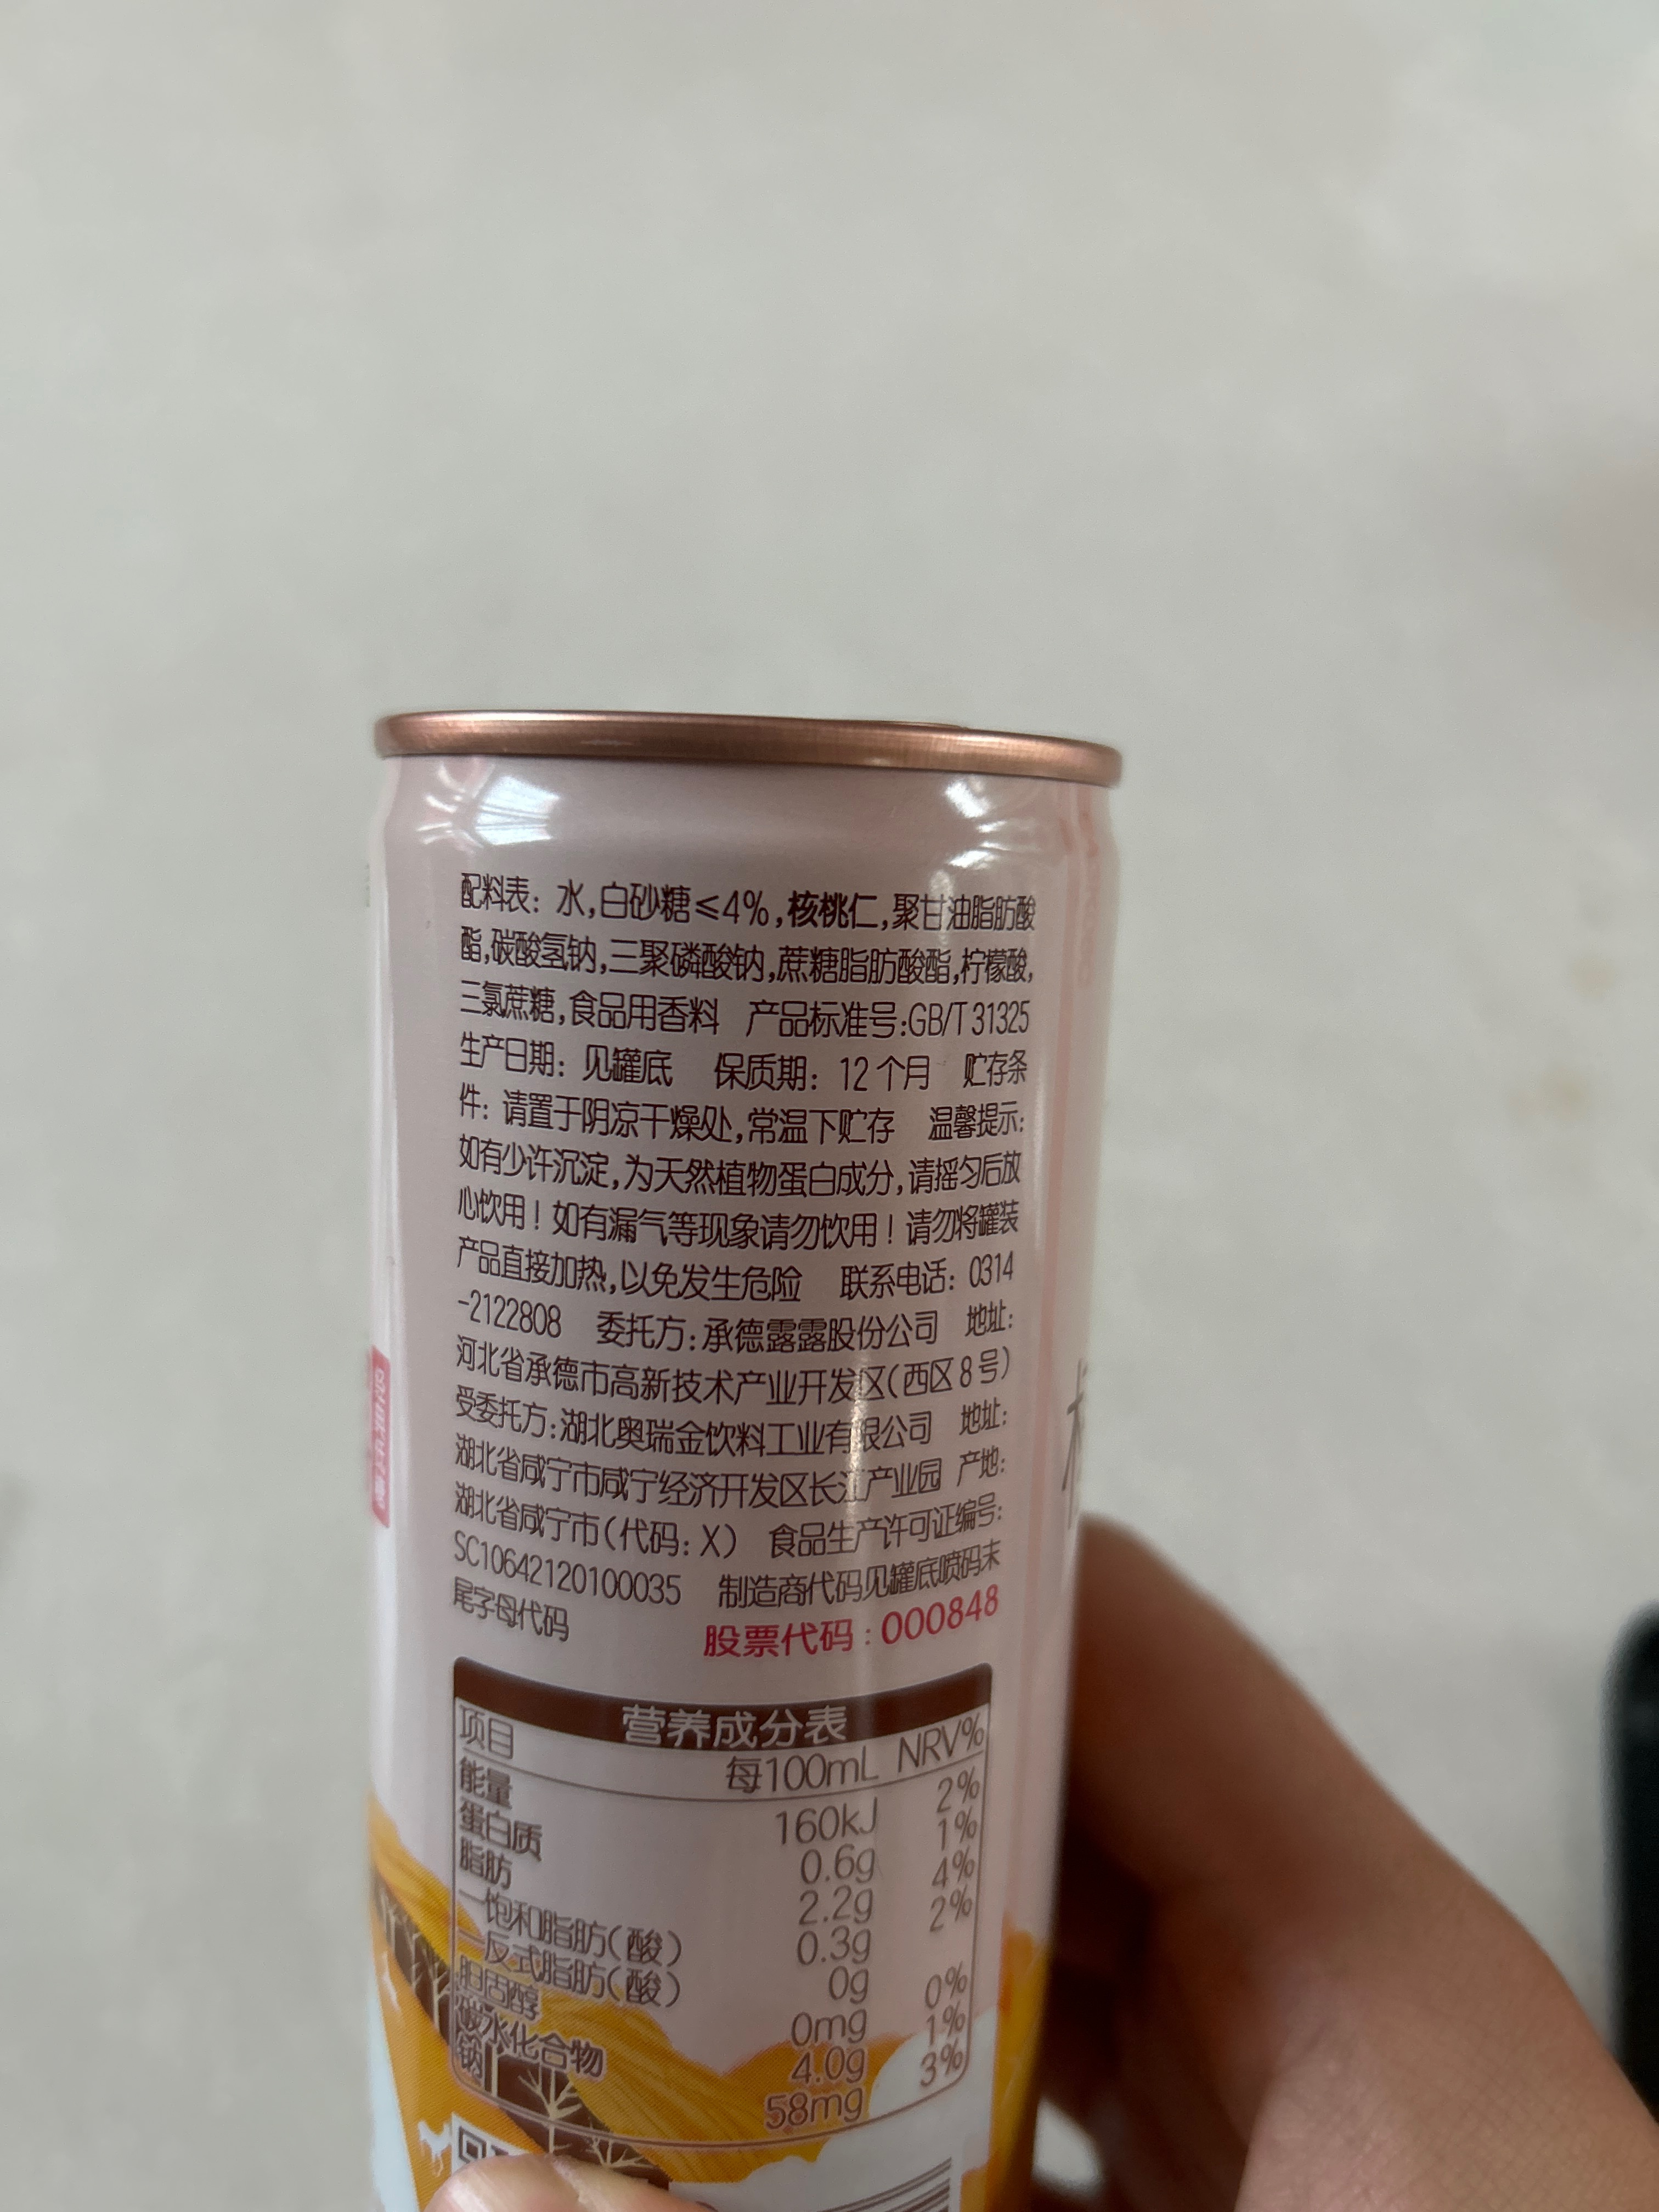 配料表：水,白砂糖≤4%,核桃仁,聚甘油脂肪酸
酯,碳酸氢钠,三聚磷酸钠,蔗糖脂肪酸酯,柠檬酸,
三氯蔗糖,食品用香料 产品标准号:GB/T 31325
生产日期：见罐底 保质期：12个月 贮存条
件：请置于阴凉干燥处,常温下贮存 温馨提示:
如有少许沉淀,为天然植物蛋白成分,请摇匀后放
心饮用！如有漏气等现象请勿饮用！请勿将罐装
产品直接加热,以免发生危险 联系电话：0314
-2122808 委托方:承德露露股份公司 地址:
河北省承德市高新技术产业开发区(西区8号)
受委托方:湖北奥瑞金饮料工业有限公司 地址:
湖北省咸宁市咸宁经济开发区长江产业园 产地:
湖北省咸宁市(代码:X) 食品生产许可证编号:
SC10642120100035 制造商代码见罐底喷码末
尾字母代码
股票代码:000848
营养成分表
项目 每100mL NRV%
能量 160kJ 2%
蛋白质 0.6g 1%
脂肪 2.2g 4%
—饱和脂肪(酸) 0.3g 2%
—反式脂肪(酸) 0g
胆固醇 0mg 0%
碳水化合物 4.0g 1%
钠 58mg 3%